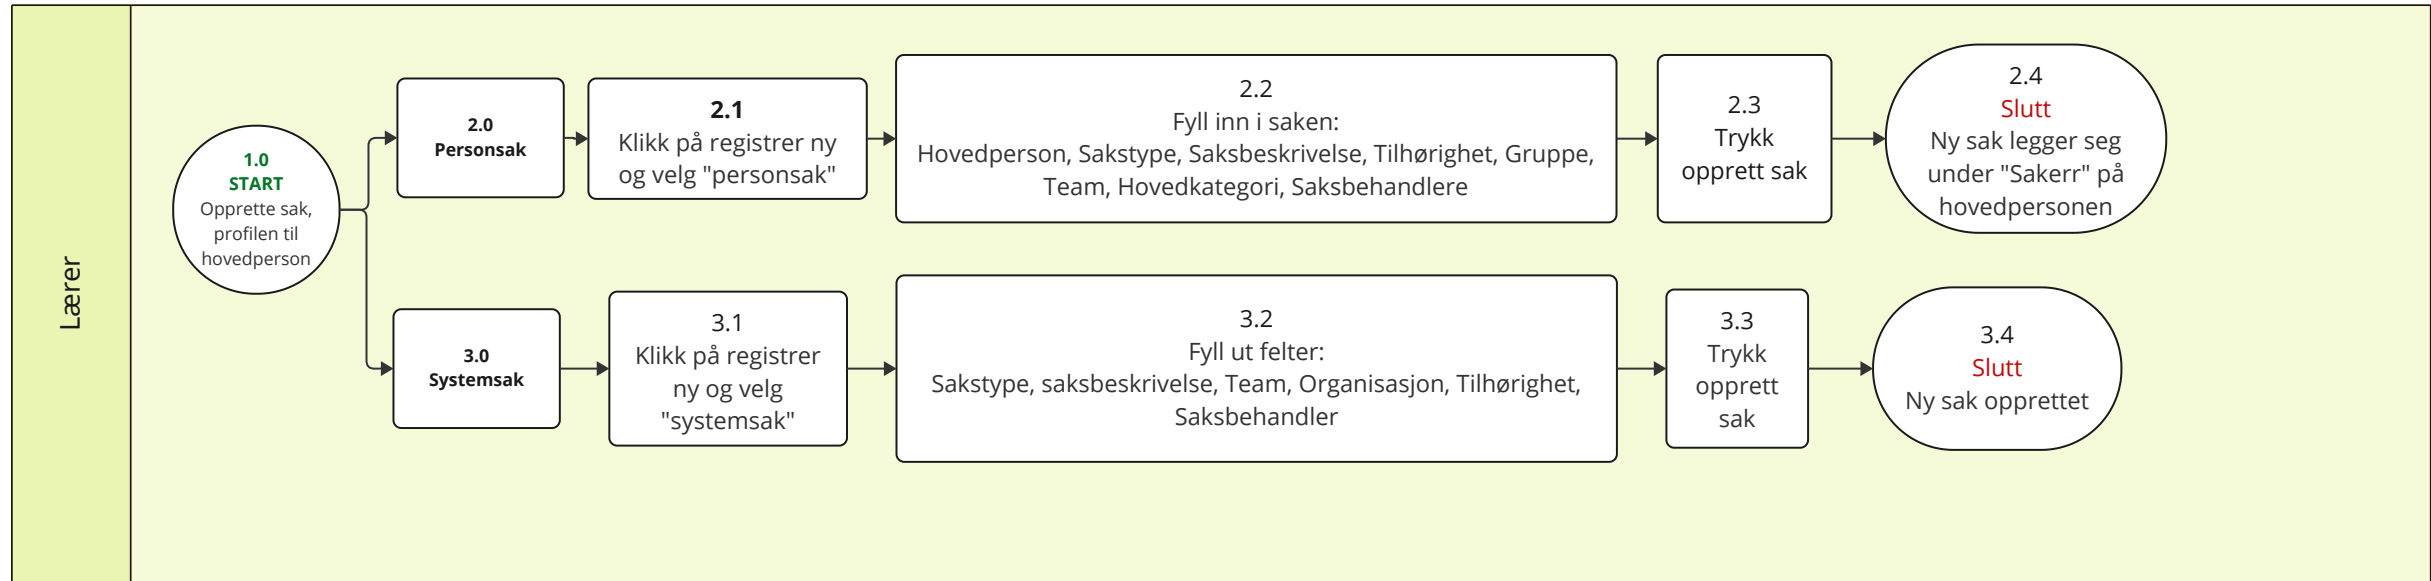 Lærer
1.0
START
Opprette sak,
profilen til
hovedperson
2.0
Personsak
2.1
Klikk på registrer ny
og velg "personsak"
2.2
Fyll inn i saken:
Hovedperson, Sakstype, Saksbeskrivelse, Tilhørighet, Gruppe,
Team, Hovedkategori, Saksbehandlere
2.3
Trykk
opprett sak
2.4
Slutt
Ny sak legger seg
under "Sakerr" på
hovedpersonen
3.0
Systemsak
3.1
Klikk på registrer
ny og velg
"systemsak"
3.2
Fyll ut felter:
Sakstype, saksbeskrivelse, Team, Organisasjon, Tilhørighet,
Saksbehandler
3.3
Trykk
opprett
sak
3.4
Slutt
Ny sak opprettet